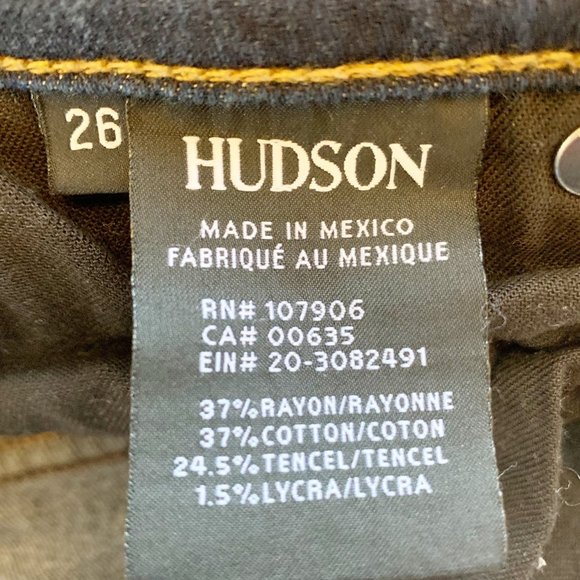 26
HUDSON
MADE IN MEXICO
FABRIQUÉ AU MEXIQUE
RN# 107906
CA# 00635
EIN# 20-3082491
37% RAYON/RAYONNE
37% COTTON/COTON
24.5% TENCEL/TENCEL
1.5% LYCRA/LYCRA